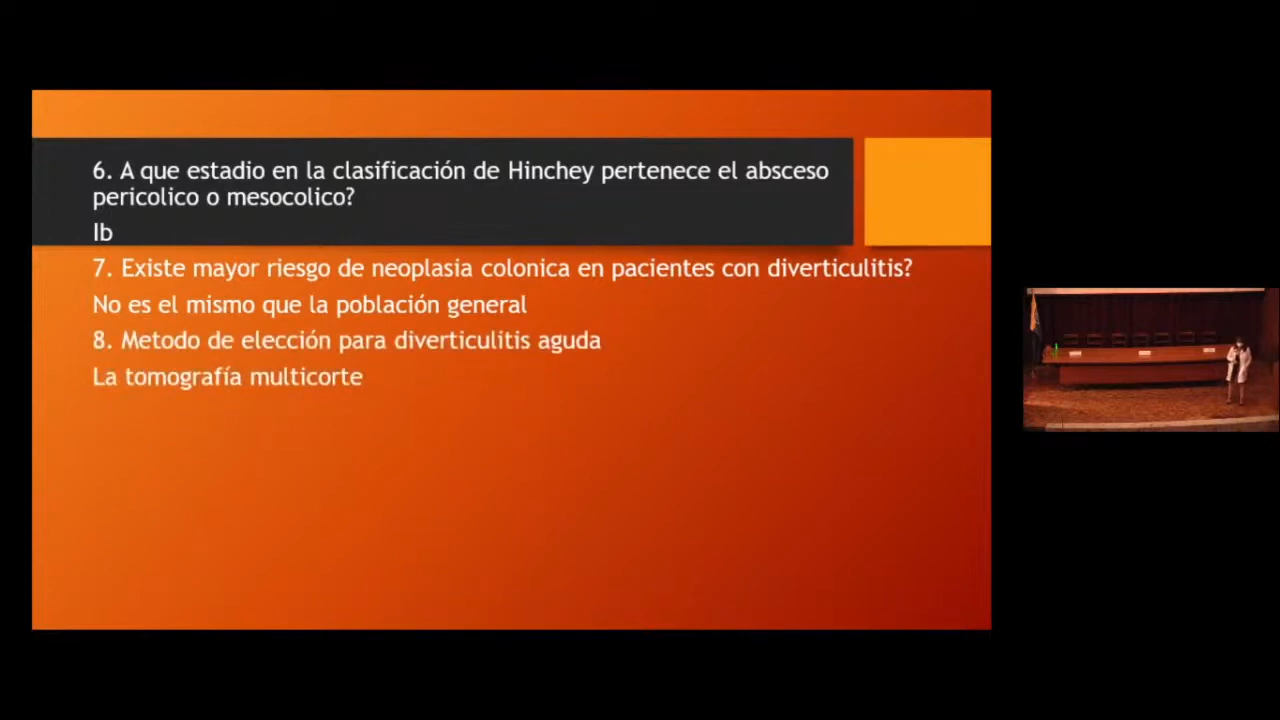 6. A que estadio en la clasificación de Hinchey pertenece el absceso
pericolico o mesocolico?
Ib
7. Existe mayor riesgo de neoplasia colonica en pacientes con diverticulitis?
No es el mismo que la población general
8. Metodo de elección para diverticulitis aguda
La tomografía multicorte